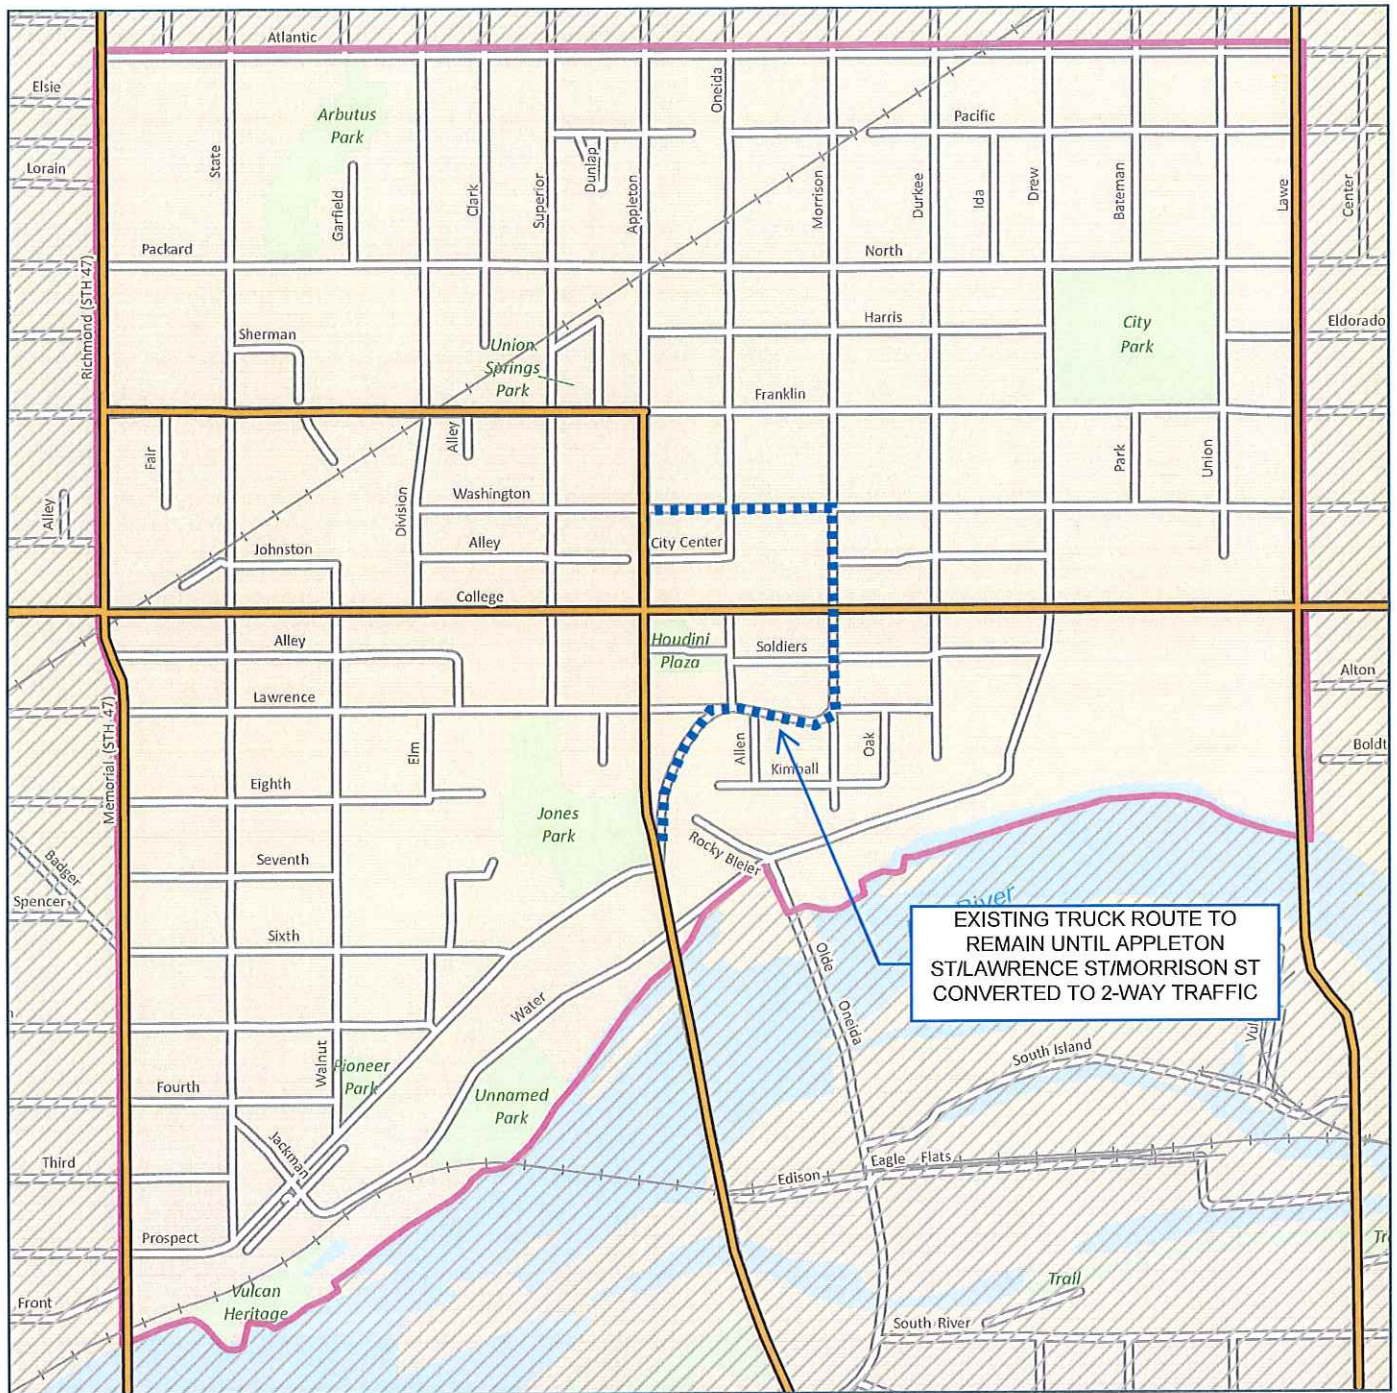 Atlantic
Elsie
Oneida
Arbutus
Park
Pacific
Lorain
State
Garfield
Clark
Superior
Dunlap
Appleton
Morrison
Durkee
Ida
Drew
Bateman
Lawe
Center
Packard
North
Richmond (STH 47)
Sherman
Harris
Eldorado
City
Park
Union
Springs
Park
Franklin
Fair
Alley
Park
Union
Alley
Division
Washington
Johnston
Alley
City Center
College
Alley
Houdini
Plaza
Soldiers
Alton
Lawrence
Memorial (STH 47)
Elm
Allen
Oak
Boldt
Kimball
Eighth
Jones
Park
Rocky Bleier
Badger
Seventh
Spencer
River
Sixth
EXISTING TRUCK ROUTE TO
REMAIN UNTIL APPLETON
ST/LAWRENCE ST/MORRISON ST
CONVERTED TO 2-WAY TRAFFIC
Olde Oneida
Water
Walnut
South Island
Vul
Pioneer
Park
Fourth
Unnamed
Park
Jackman
Third
Edison
Eagle Flats
Prospect
Tr
Trail
Vulcan
Heritage
Front
South River